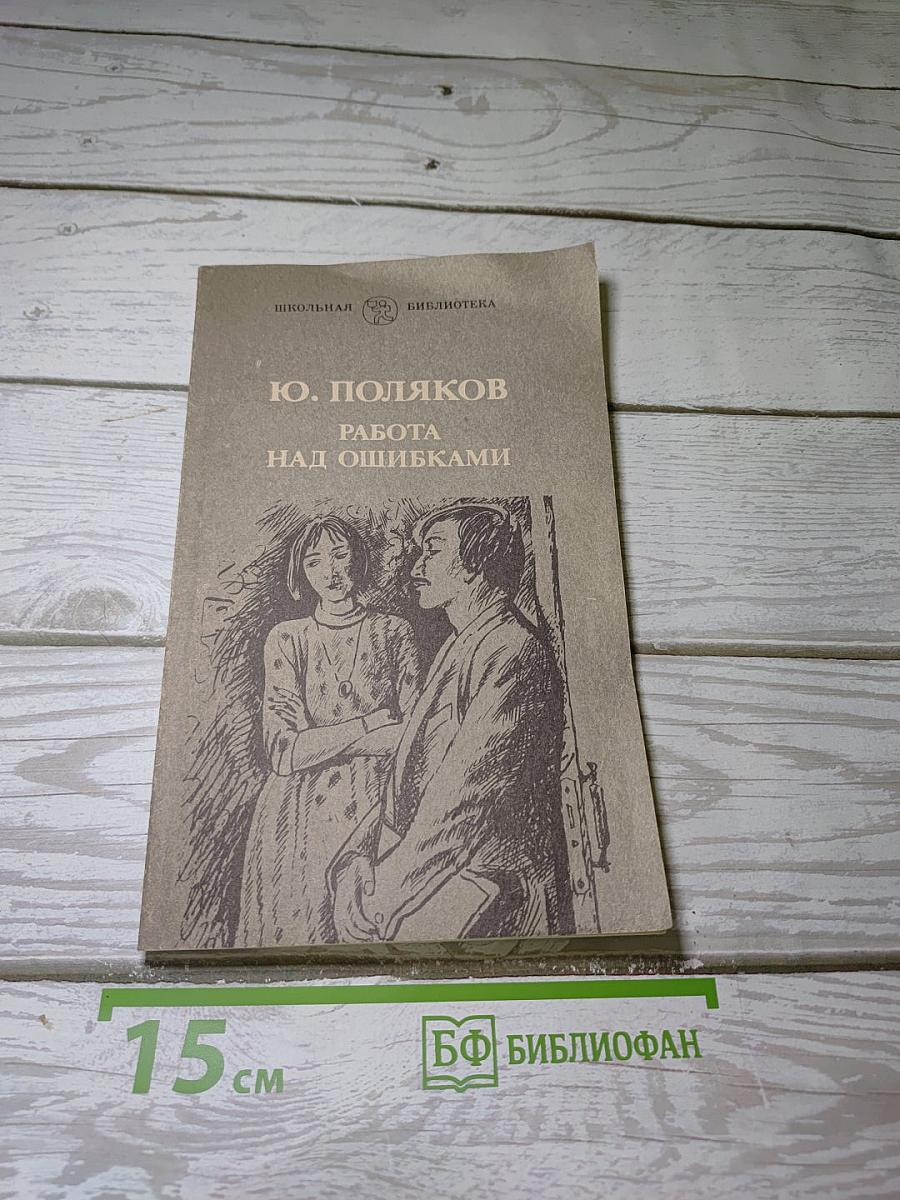 ШКОЛЬНАЯ БИБЛИОТЕКА
Ю. ПОЛЯКОВ
РАБОТА
НАД ОШИБКАМИ
15 см
БФ БИБЛИОФАН